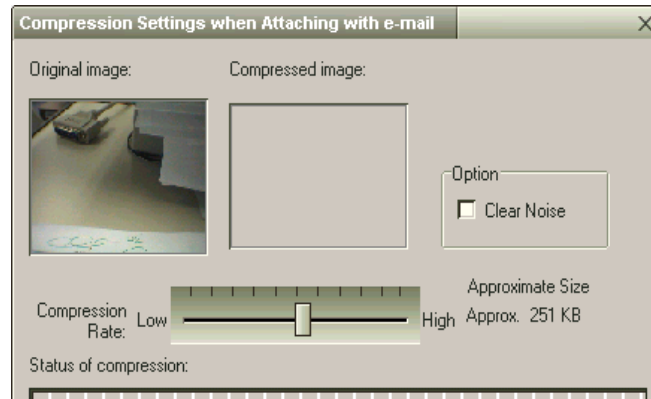 Compression Settings when Attaching with e-mail
Original image:
Compressed image:
Option
Clear Noise
Approximate Size
Compression Rate:
Low
High
Approx. 251 KB
Status of compression: